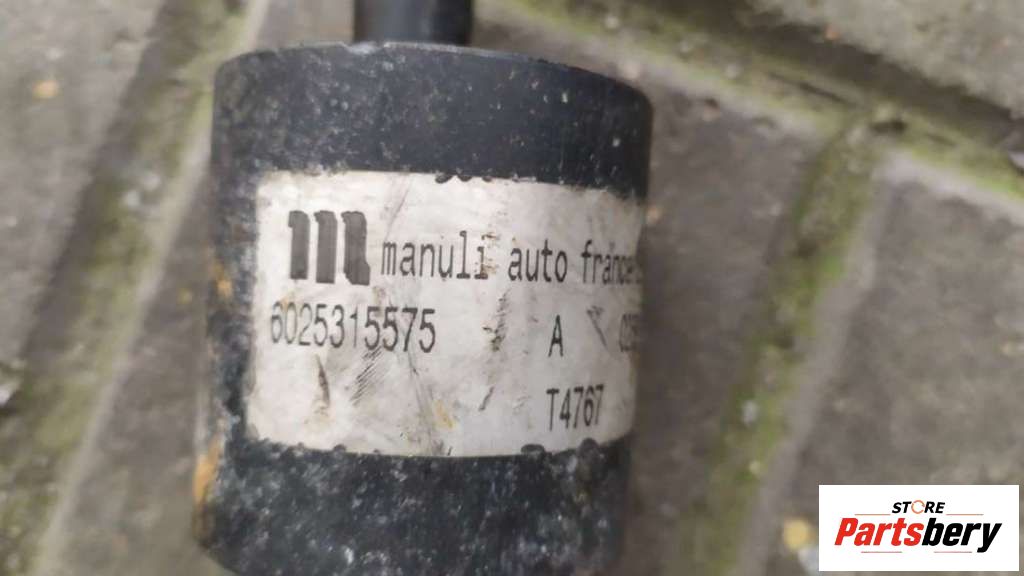 m manuli auto france
6025315575 A
T4767
STORE
Partsbery